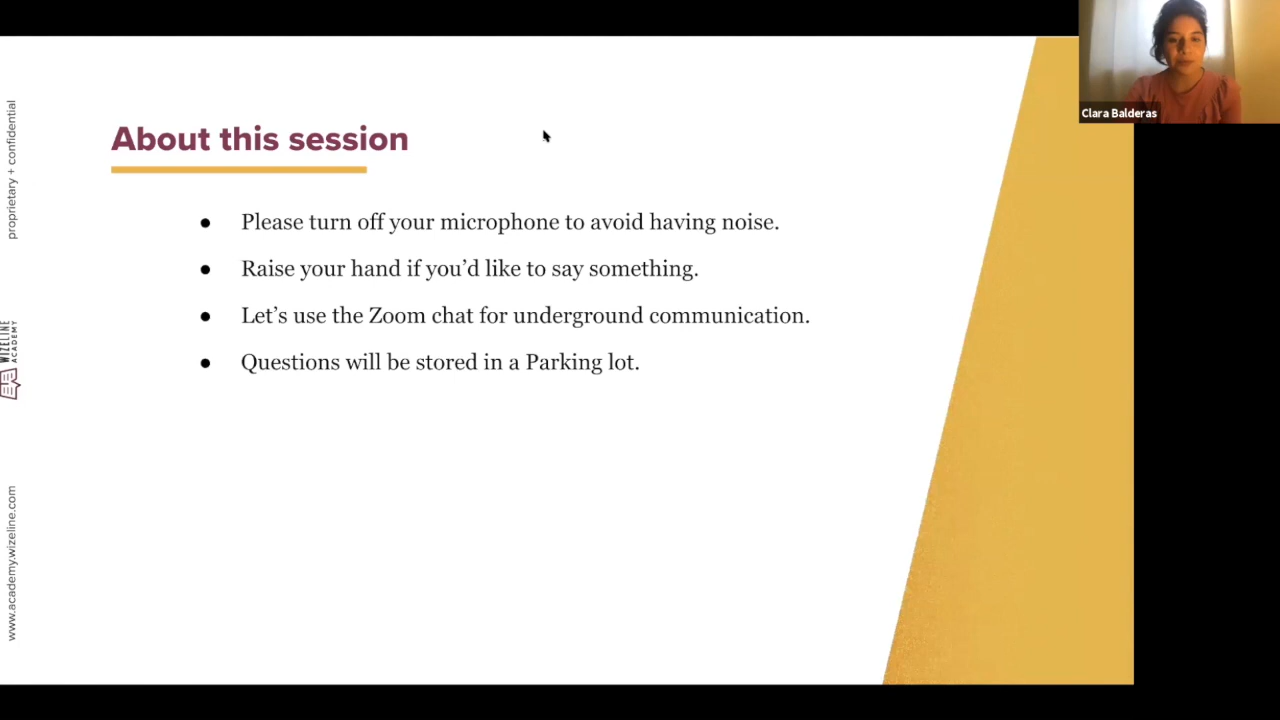 Clara Balderas
proprietary + confidential
About this session
● Please turn off your microphone to avoid having noise.
● Raise your hand if you’d like to say something.
● Let’s use the Zoom chat for underground communication.
● Questions will be stored in a Parking lot.
WIZELINE
ACADEMY
www.academy.wizeline.com